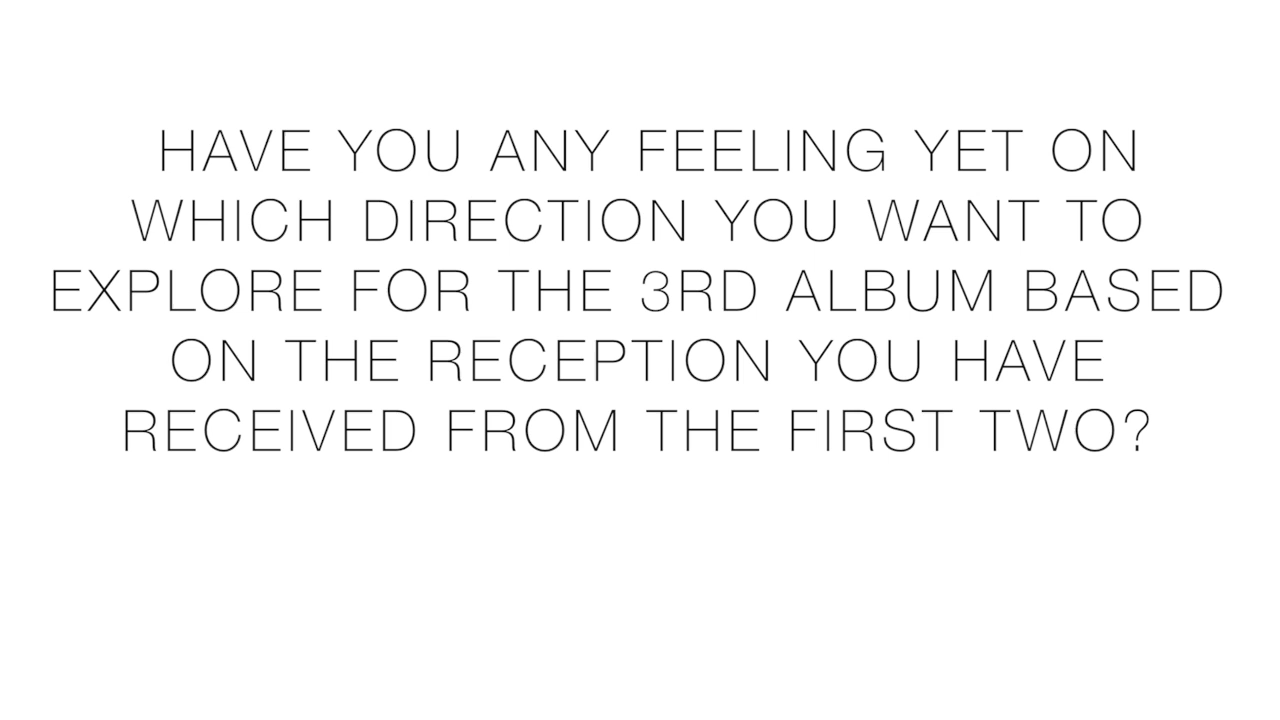 HAVE YOU ANY FEELING YET ON
WHICH DIRECTION YOU WANT TO
EXPLORE FOR THE 3RD ALBUM BASED
ON THE RECEPTION YOU HAVE
RECEIVED FROM THE FIRST TWO?